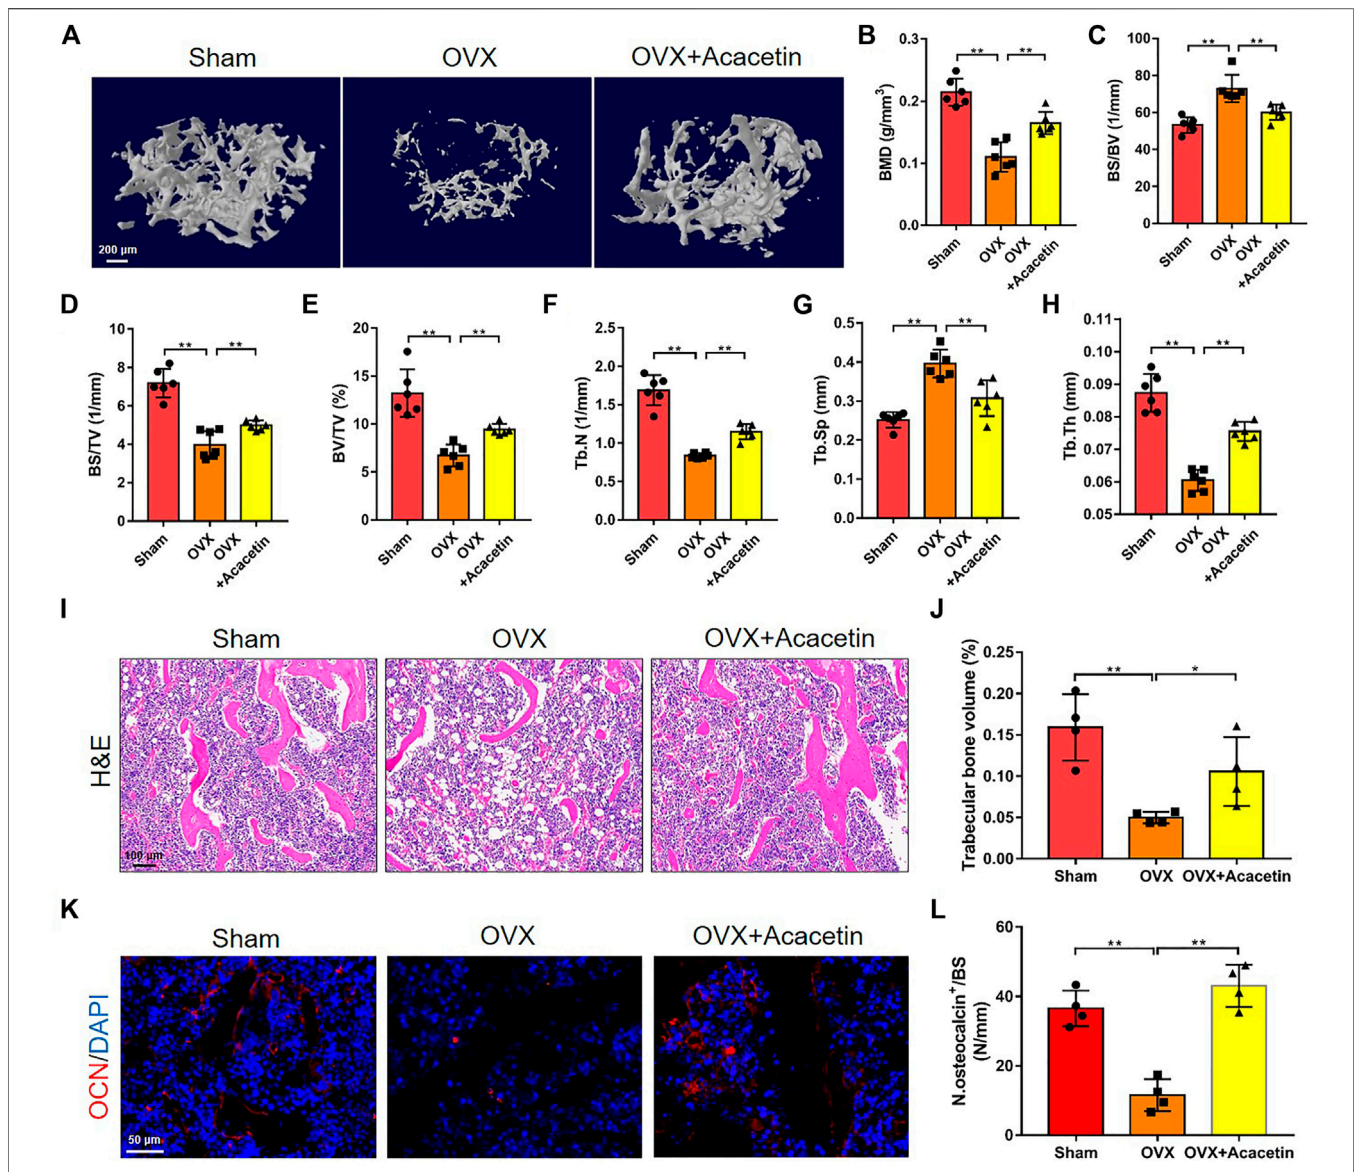 A
Sham
OVX
OVX+Acacetin
200 µm
B
BMD (g/mm³)
0.3
0.2
0.1
0.0
**
**
Sham
OVX
OVX
+Acacetin
C
BS/BV (1/mm)
100
80
60
40
20
0
**
**
Sham
OVX
OVX
+Acacetin
D
BS/TV (1/mm)
10
8
6
4
2
0
**
**
Sham
OVX
OVX
+Acacetin
E
BV/TV (%)
20
15
10
5
0
**
**
Sham
OVX
OVX
+Acacetin
F
Tb.N (1/mm)
2.5
2.0
1.5
1.0
0.5
0.0
**
**
Sham
OVX
OVX
+Acacetin
G
Tb.Sp (mm)
0.5
0.4
0.3
0.2
0.1
0.0
**
**
Sham
OVX
OVX
+Acacetin
H
Tb.Th (mm)
0.11
0.10
0.09
0.08
0.07
0.06
0.05
**
**
Sham
OVX
OVX
+Acacetin
I
Sham
OVX
OVX+Acacetin
H&E
100 µm
J
Trabecular bone volume (%)
0.25
0.20
0.15
0.10
0.05
0.00
**
*
Sham
OVX
OVX+Acacetin
K
Sham
OVX
OVX+Acacetin
OCN/DAPI
50 µm
L
N.osteocalcin⁺/BS
(N/mm)
60
40
20
0
**
**
Sham
OVX
OVX+Acacetin